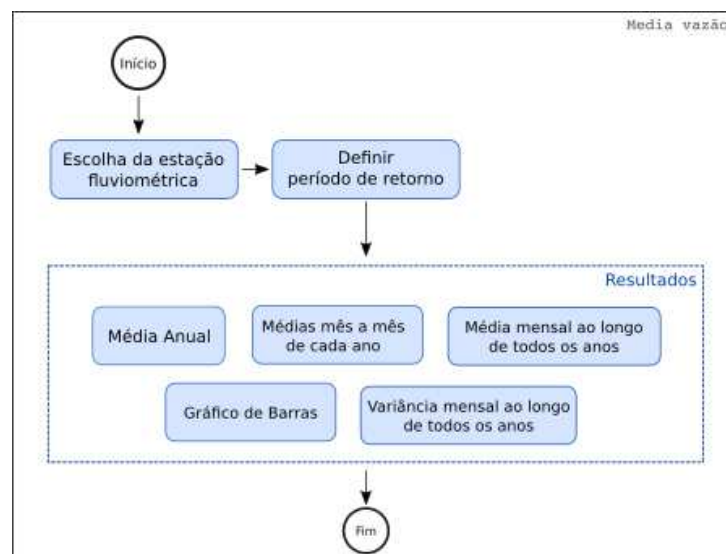 Media vazão
Início
Escolha da estação
fluviométrica
Definir
período de retorno
Resultados
Média Anual
Médias mês a mês
de cada ano
Média mensal ao longo
de todos os anos
Gráfico de Barras
Variância mensal ao longo
de todos os anos
Fim